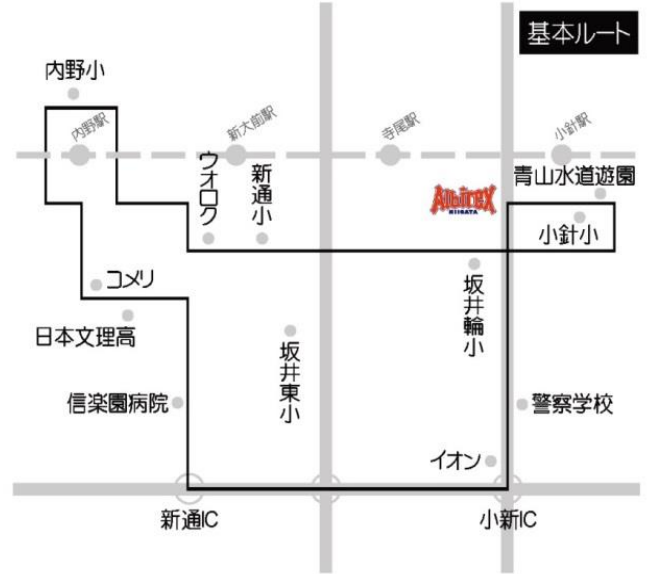 基本ルート
内野小
内野駅
新大前駅
寺尾駅
小針駅
ウオロク
新通小
Albirex
NIIGATA
青山水道遊園
小針小
コメリ
日本文理高
坂井輪小
坂井東小
信楽園病院
警察学校
イオン
新通IC
小新IC